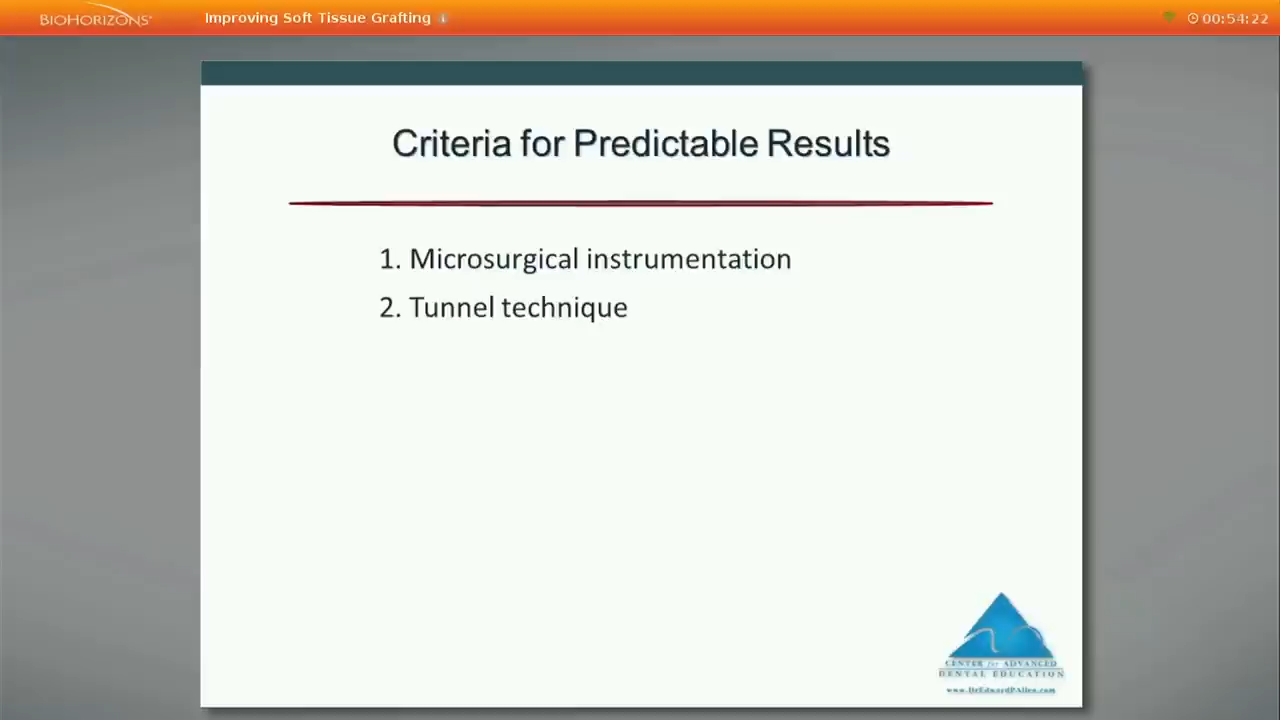 BIOHORIZONS®
Improving Soft Tissue Grafting
00:54:22
Criteria for Predictable Results
1. Microsurgical instrumentation
2. Tunnel technique
CENTER for ADVANCED
DENTAL EDUCATION
www.DrEdwardPAllen.com